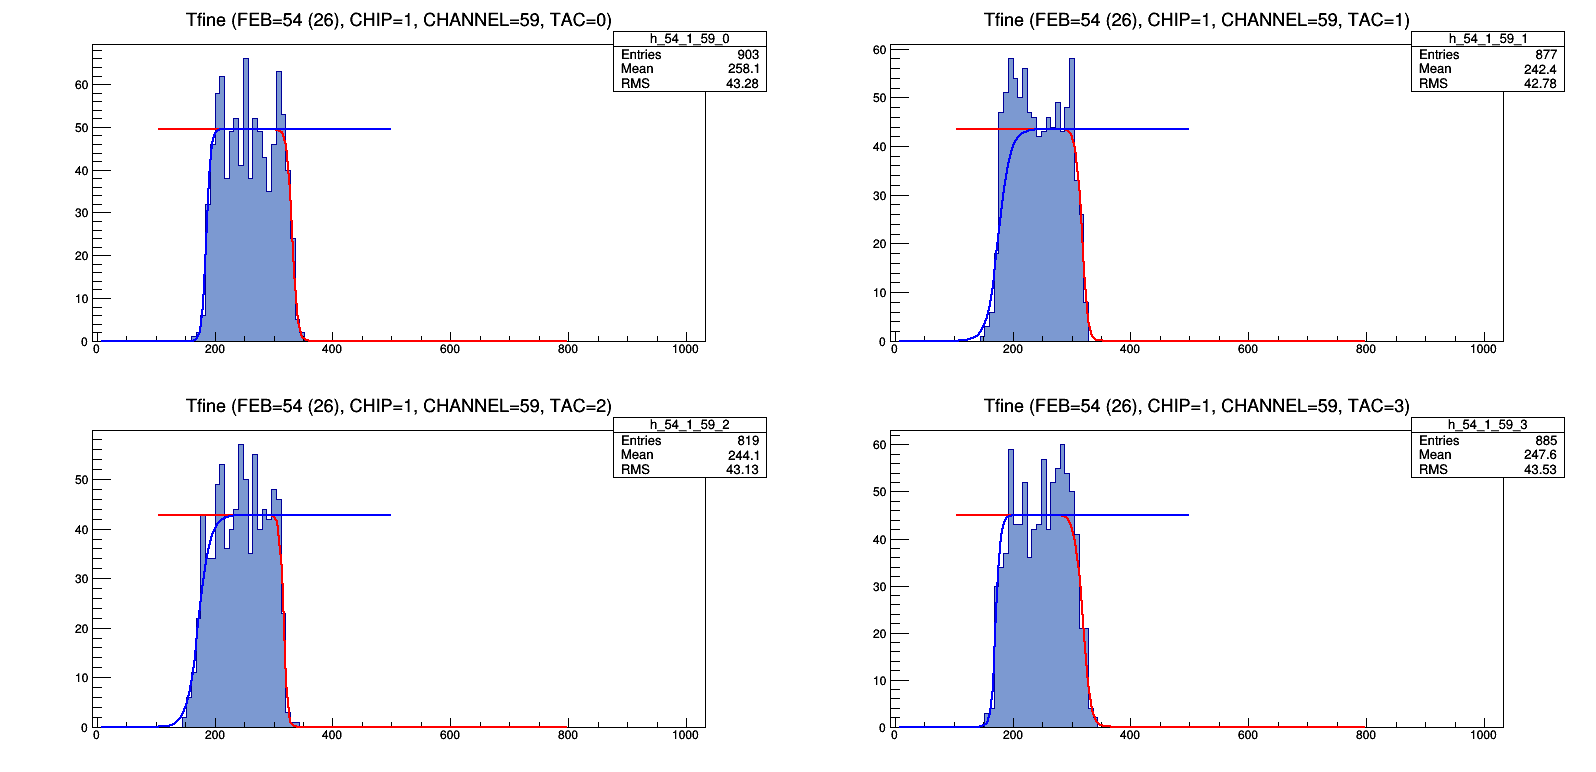 Tfine (FEB=54 (26), CHIP=1, CHANNEL=59, TAC=0)
h_54_1_59_0
Entries 903
Mean 258.1
RMS 43.28
60
50
40
30
20
10
0
0 200 400 600 800 1000
Tfine (FEB=54 (26), CHIP=1, CHANNEL=59, TAC=1)
h_54_1_59_1
Entries 877
Mean 242.4
RMS 42.78
60
50
40
30
20
10
0
0 200 400 600 800 1000
Tfine (FEB=54 (26), CHIP=1, CHANNEL=59, TAC=2)
h_54_1_59_2
Entries 819
Mean 244.1
RMS 43.13
50
40
30
20
10
0
0 200 400 600 800 1000
Tfine (FEB=54 (26), CHIP=1, CHANNEL=59, TAC=3)
h_54_1_59_3
Entries 885
Mean 247.6
RMS 43.53
60
50
40
30
20
10
0
0 200 400 600 800 1000